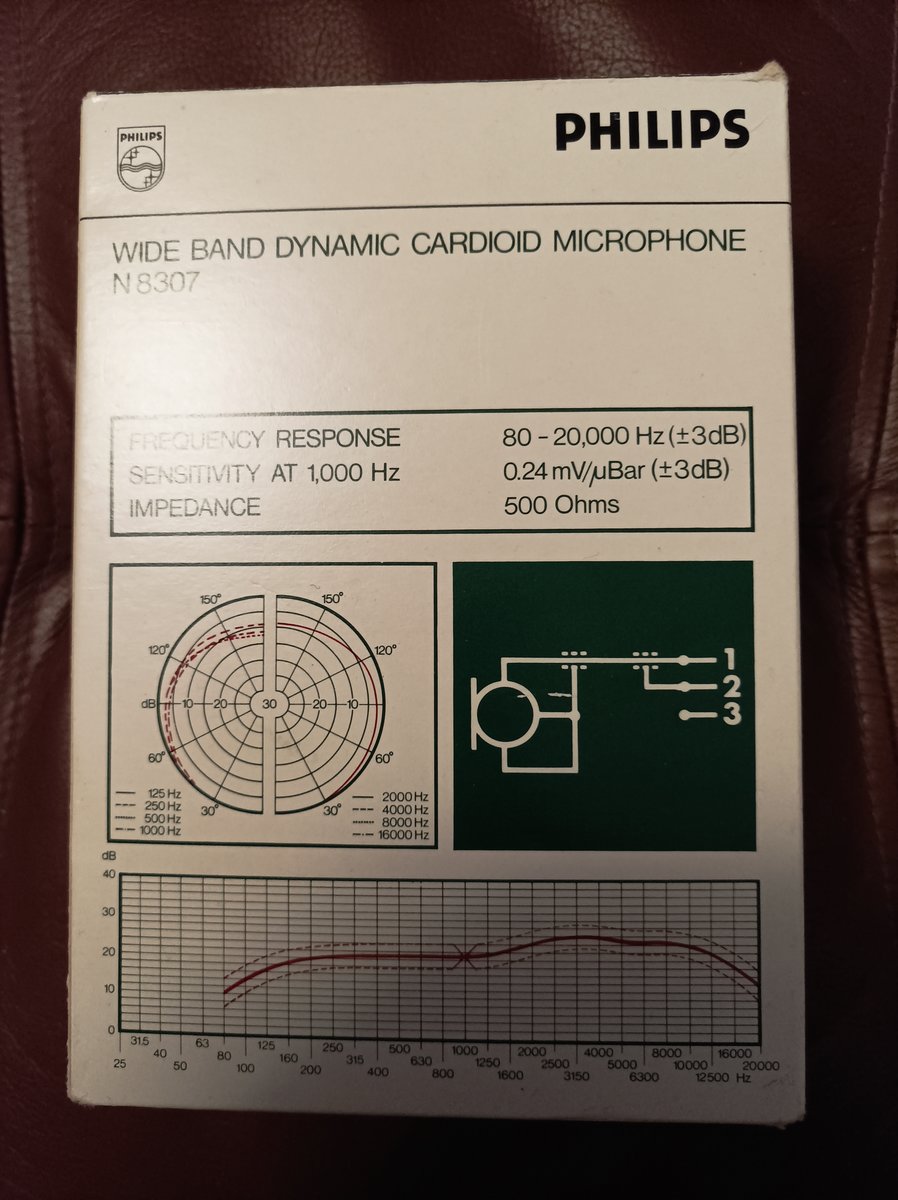 PHILIPS
PHILIPS
WIDE BAND DYNAMIC CARDIOID MICROPHONE
N 8307
FREQUENCY RESPONSE 80 - 20,000 Hz (±3dB)
SENSITIVITY AT 1,000 Hz 0.24 mV/µBar (±3dB)
IMPEDANCE 500 Ohms
150° 150°
120° 120°
dB 10 20 30 20 10
60° 60°
30° 30°
125 Hz
250 Hz
500 Hz
1000 Hz
2000 Hz
4000 Hz
8000 Hz
16000 Hz
1
2
3
dB
40
30
20
10
0
31.5 63 125 250 500 1000 2000 4000 8000 16000
40 80 160 315 630 1250 2500 5000 10000 20000
25 50 100 200 400 800 1600 3150 6300 12500 Hz